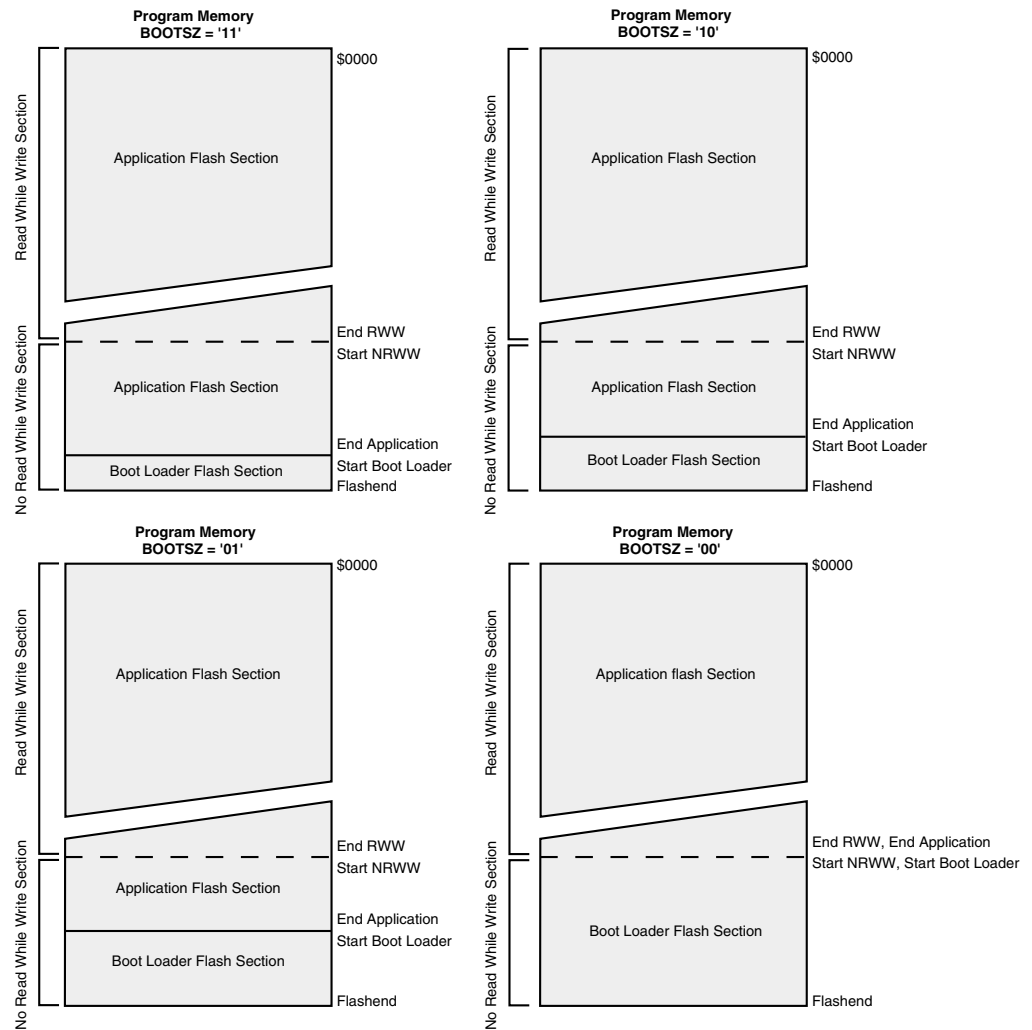 Program Memory
BOOTSZ = '11'
$0000
Read While Write Section
Application Flash Section
End RWW
Start NRWW
No Read While Write Section
Application Flash Section
End Application
Start Boot Loader
Boot Loader Flash Section
Flashend
Program Memory
BOOTSZ = '10'
$0000
Read While Write Section
Application Flash Section
End RWW
Start NRWW
No Read While Write Section
Application Flash Section
End Application
Start Boot Loader
Boot Loader Flash Section
Flashend
Program Memory
BOOTSZ = '01'
$0000
Read While Write Section
Application Flash Section
End RWW
Start NRWW
No Read While Write Section
Application Flash Section
End Application
Start Boot Loader
Boot Loader Flash Section
Flashend
Program Memory
BOOTSZ = '00'
$0000
Read While Write Section
Application flash Section
End RWW, End Application
Start NRWW, Start Boot Loader
No Read While Write Section
Boot Loader Flash Section
Flashend